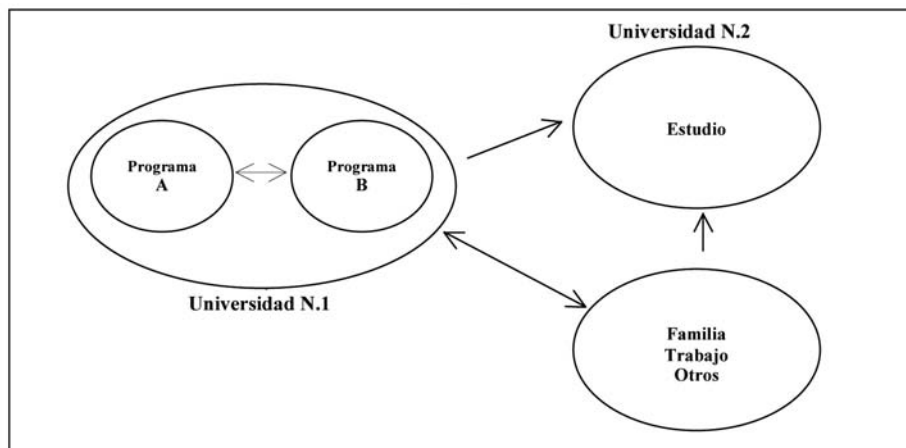 Universidad N.2
Estudio
Programa
A
Programa
B
Universidad N.1
Familia
Trabajo
Otros